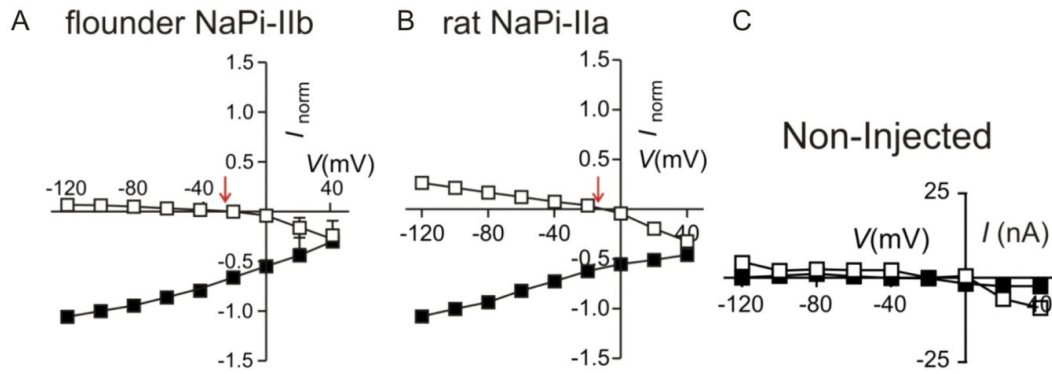 A flounder NaPi-IIb
1.5
1.0
0.5
I norm
V(mV)
-120 -80 -40 40
-0.5
-1.0
-1.5
B rat NaPi-IIa
1.5
1.0
0.5
I norm
V(mV)
-120 -80 -40 40
-0.5
-1.0
-1.5
C
Non-Injected
25
V(mV) I (nA)
-120 -80 -40 40
-25